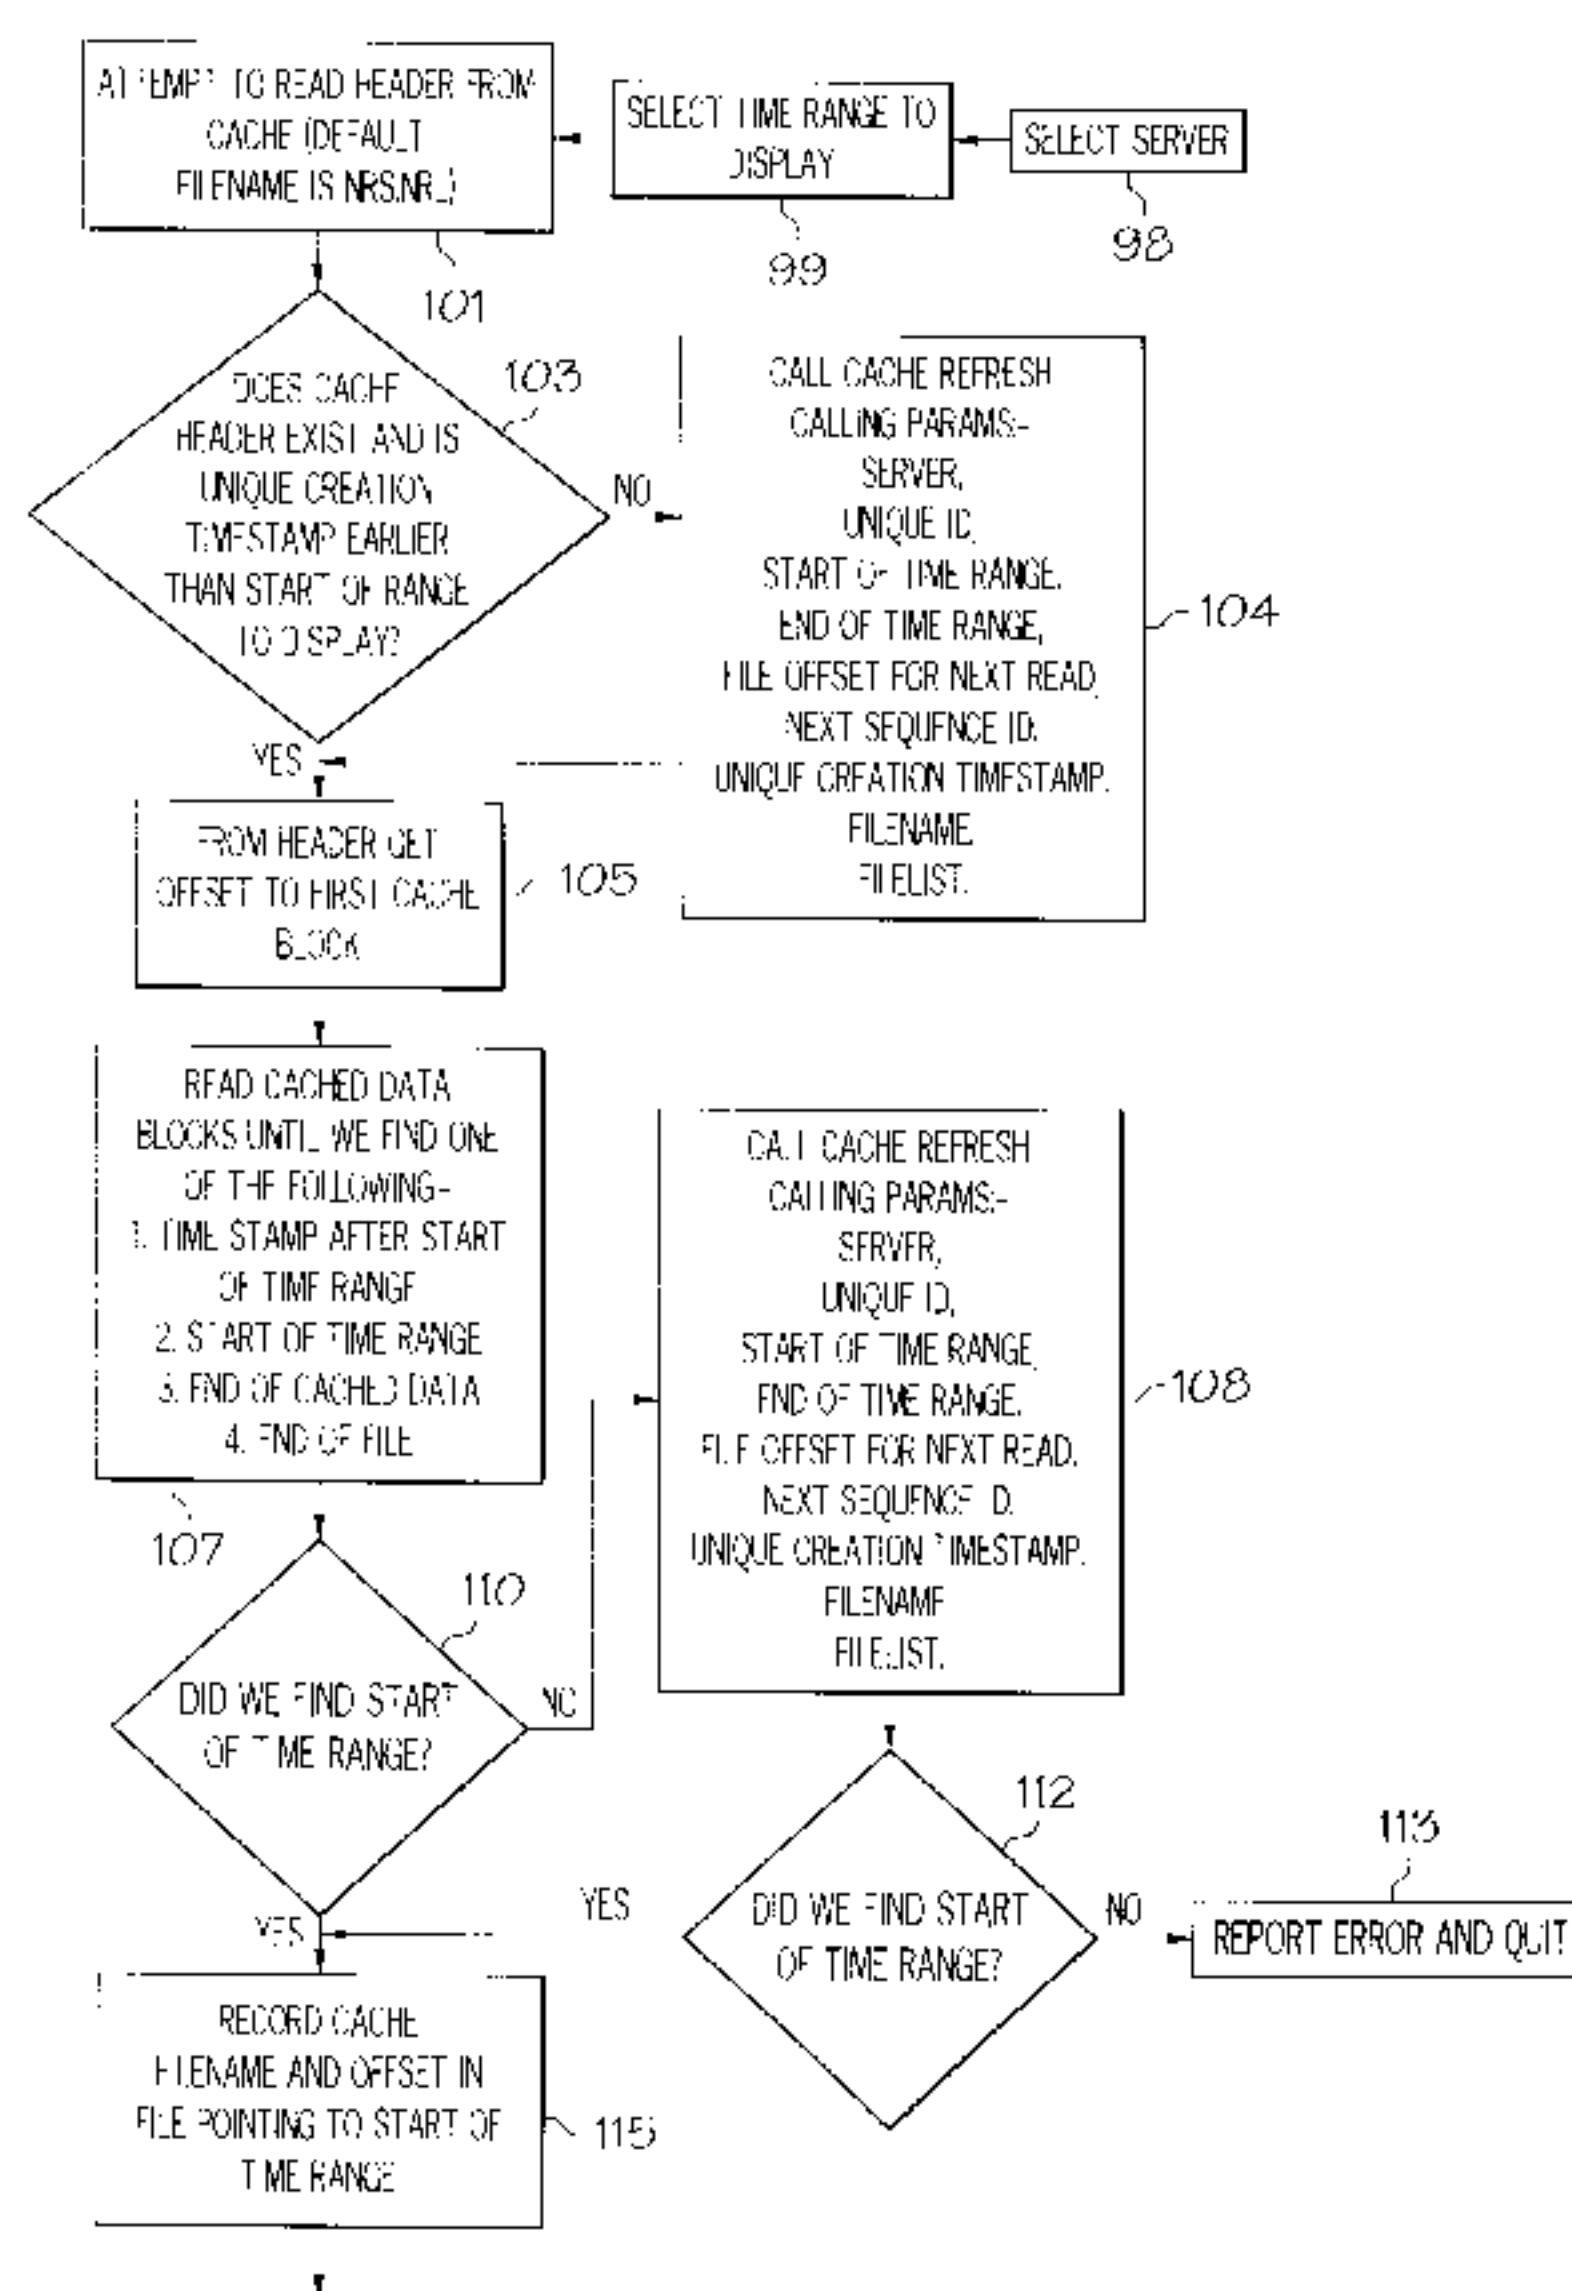 ATTEMPT TO READ HEADER FROM
CACHE (DEFAULT
FILENAME IS NRS.NRL)
101
SELECT TIME RANGE TO
DISPLAY
99
SELECT SERVER
98
DOES CACHE
HEADER EXIST AND IS
UNIQUE CREATION
TIMESTAMP EARLIER
THAN START OF RANGE
TO DISPLAY?
103
NO
YES
CALL CACHE REFRESH
CALLING PARAMS:-
SERVER,
UNIQUE ID,
START OF TIME RANGE,
END OF TIME RANGE,
FILE OFFSET FOR NEXT READ,
NEXT SEQUENCE ID,
UNIQUE CREATION TIMESTAMP,
FILENAME,
FILELIST.
104
FROM HEADER GET
OFFSET TO FIRST CACHE
BLOCK
105
READ CACHED DATA
BLOCKS UNTIL WE FIND ONE
OF THE FOLLOWING-
1. TIME STAMP AFTER START
OF TIME RANGE
2. START OF TIME RANGE
3. END OF CACHED DATA
4. END OF FILE
107
CALL CACHE REFRESH
CALLING PARAMS:-
SERVER,
UNIQUE ID,
START OF TIME RANGE,
END OF TIME RANGE,
FILE OFFSET FOR NEXT READ,
NEXT SEQUENCE ID,
UNIQUE CREATION TIMESTAMP,
FILENAME
FILELIST.
108
DID WE FIND START
OF TIME RANGE?
110
NO
YES
DID WE FIND START
OF TIME RANGE?
112
YES
NO
113
REPORT ERROR AND QUIT
RECORD CACHE
FILENAME AND OFFSET IN
FILE POINTING TO START OF
TIME RANGE
115